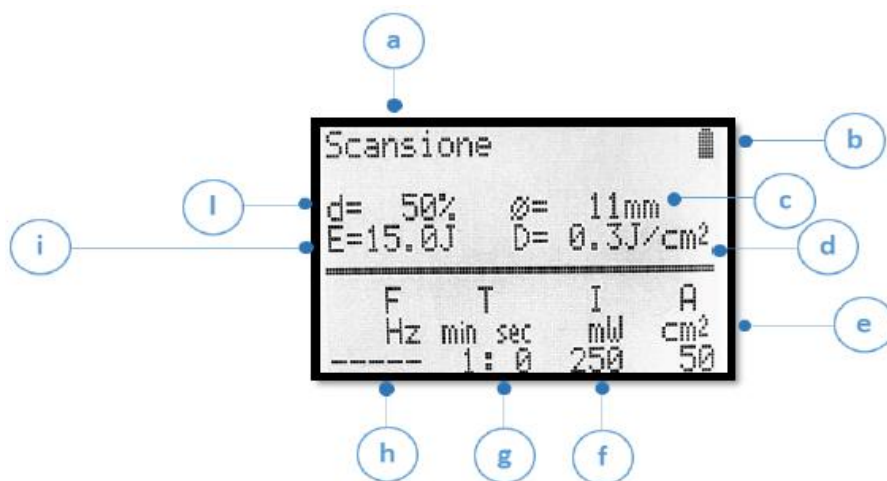 a
Scansione
b
d= 50% ø= 11mm
c
l
E=15.0J D= 0.3J/cm2
i
d
F T I A
Hz min sec mW cm2
e
----- 1: 0 250 50
h
g
f